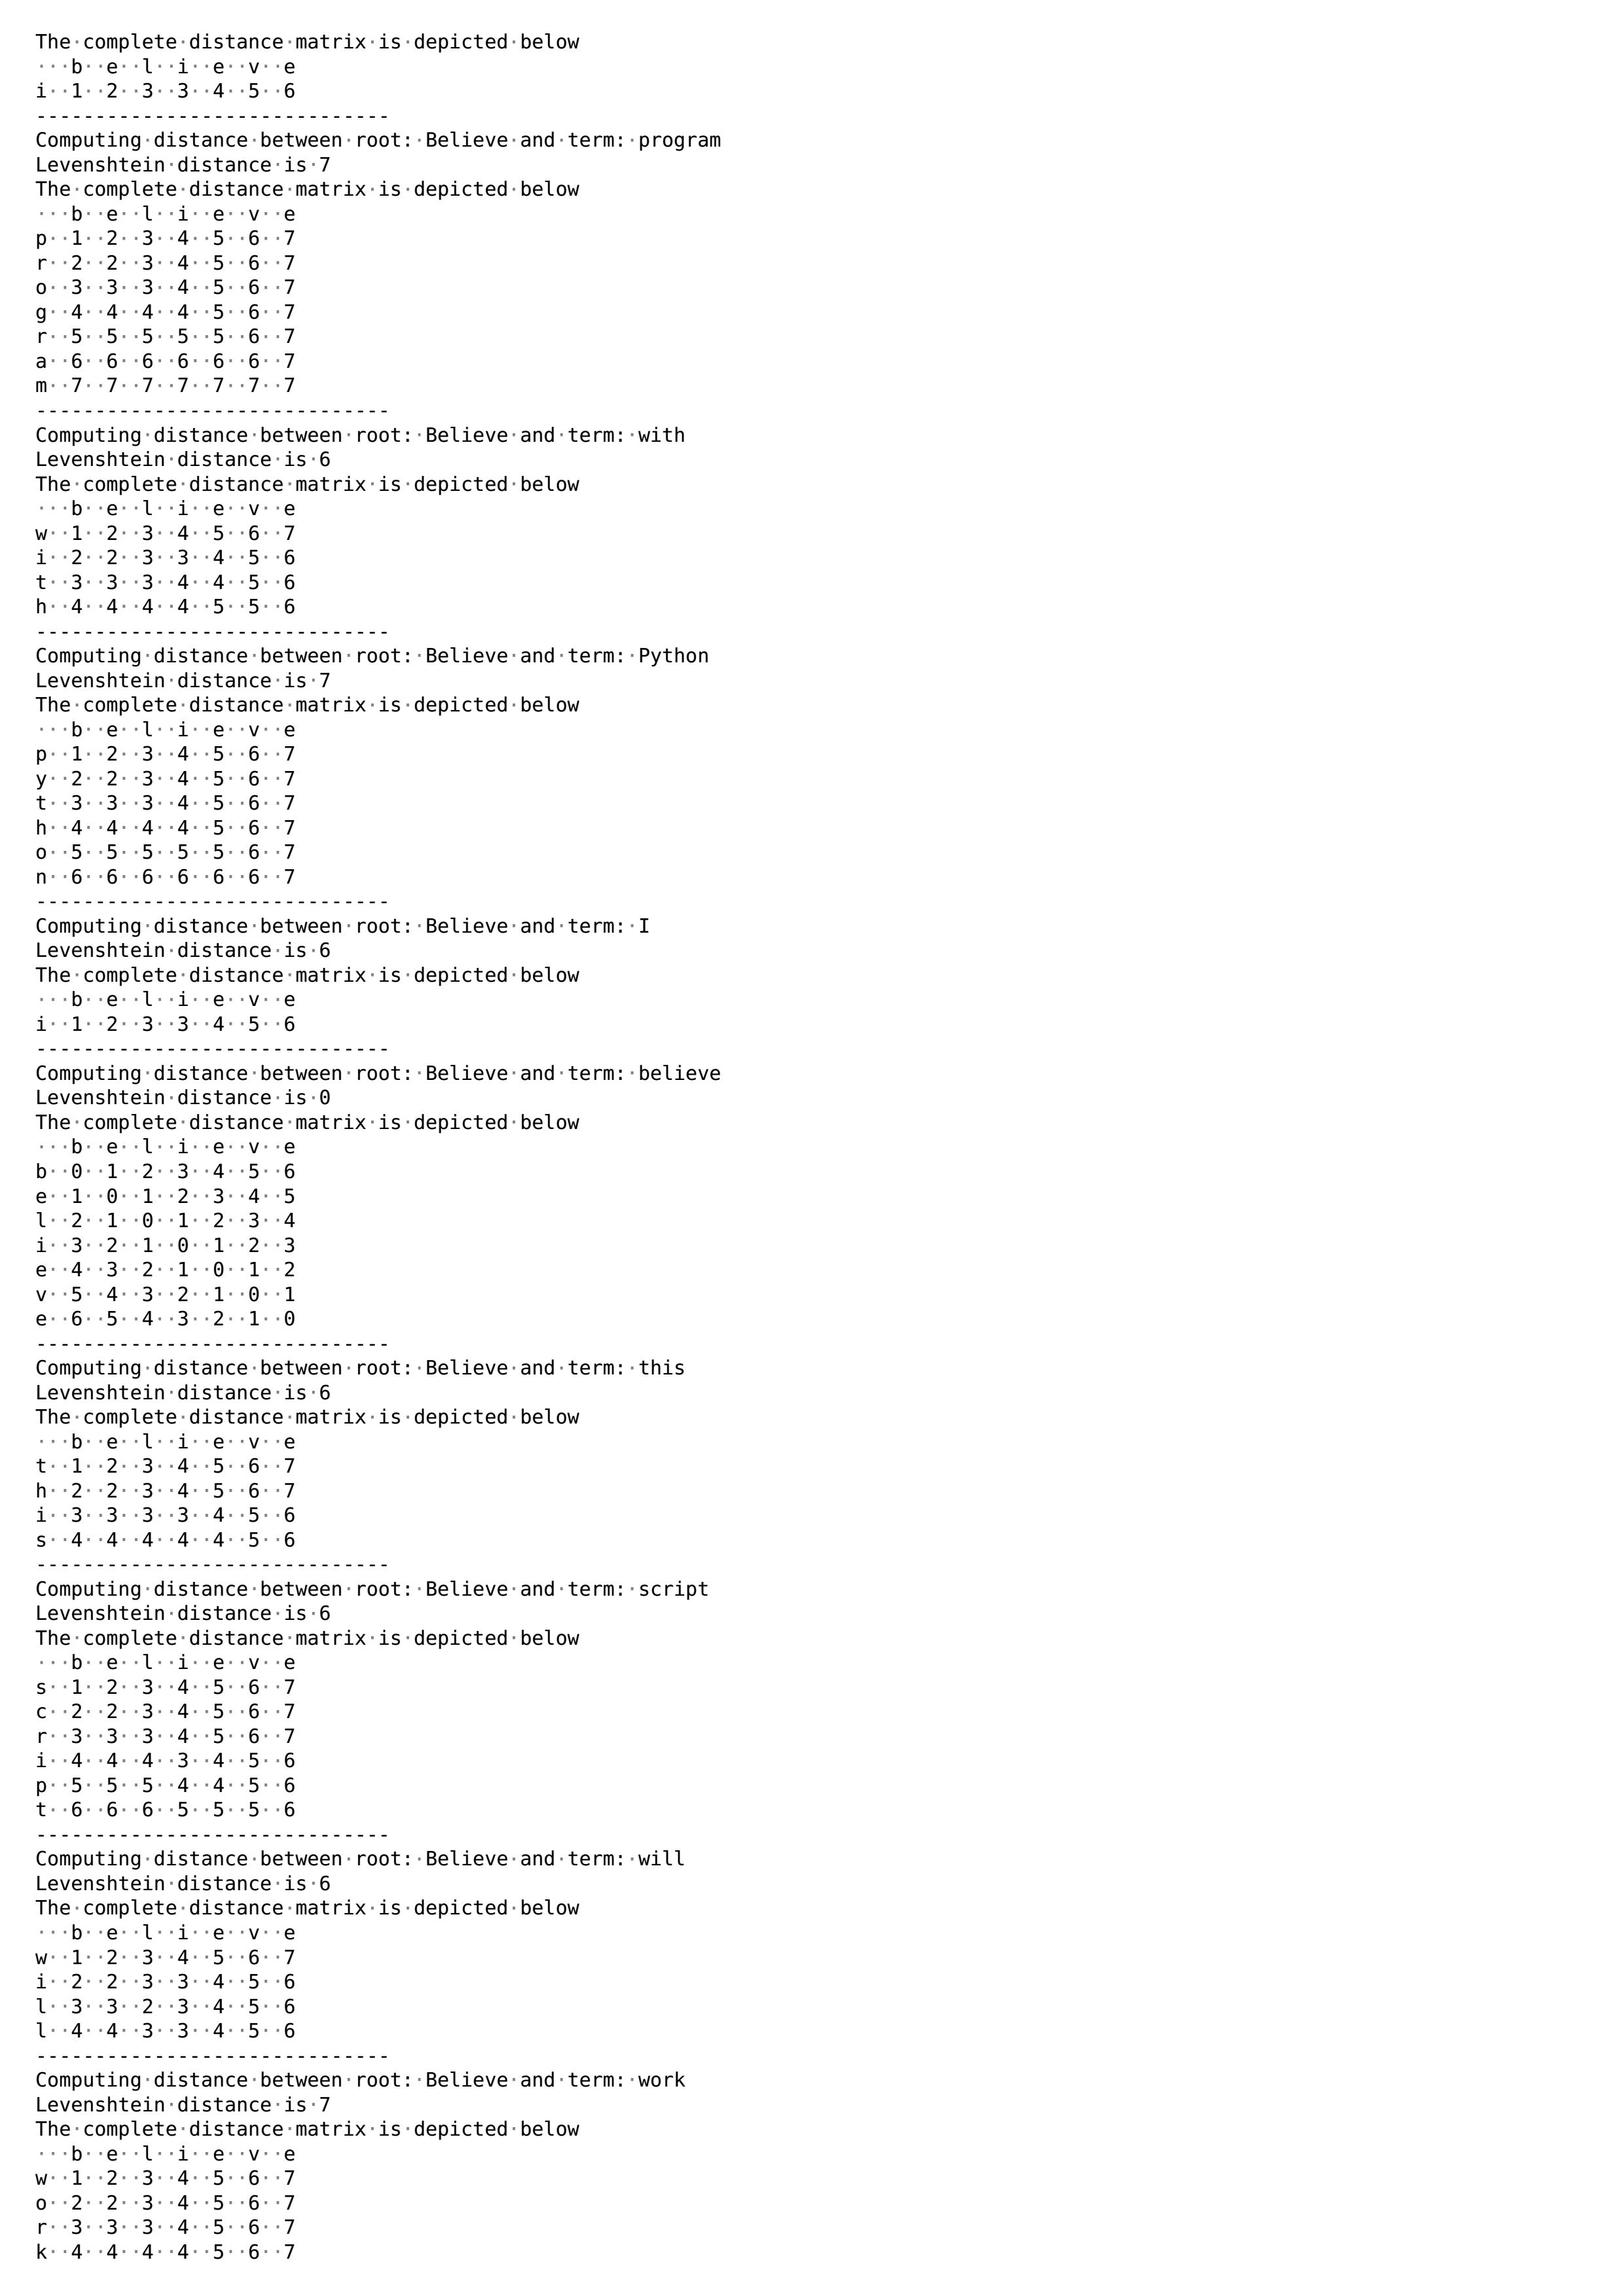 The complete distance matrix is depicted below
   b  e  l  i  e  v  e
i  1  2  3  3  4  5  6
------------------------------
Computing distance between root: Believe and term: program
Levenshtein distance is 7
The complete distance matrix is depicted below
   b  e  l  i  e  v  e
p  1  2  3  4  5  6  7
r  2  2  3  4  5  6  7
o  3  3  3  4  5  6  7
g  4  4  4  4  5  6  7
r  5  5  5  5  5  6  7
a  6  6  6  6  6  6  7
m  7  7  7  7  7  7  7
------------------------------
Computing distance between root: Believe and term: with
Levenshtein distance is 6
The complete distance matrix is depicted below
   b  e  l  i  e  v  e
w  1  2  3  4  5  6  7
i  2  2  3  3  4  5  6
t  3  3  3  4  4  5  6
h  4  4  4  4  5  5  6
------------------------------
Computing distance between root: Believe and term: Python
Levenshtein distance is 7
The complete distance matrix is depicted below
   b  e  l  i  e  v  e
p  1  2  3  4  5  6  7
y  2  2  3  4  5  6  7
t  3  3  3  4  5  6  7
h  4  4  4  4  5  6  7
o  5  5  5  5  5  6  7
n  6  6  6  6  6  6  7
------------------------------
Computing distance between root: Believe and term: I
Levenshtein distance is 6
The complete distance matrix is depicted below
   b  e  l  i  e  v  e
i  1  2  3  3  4  5  6
------------------------------
Computing distance between root: Believe and term: believe
Levenshtein distance is 0
The complete distance matrix is depicted below
   b  e  l  i  e  v  e
b  0  1  2  3  4  5  6
e  1  0  1  2  3  4  5
l  2  1  0  1  2  3  4
i  3  2  1  0  1  2  3
e  4  3  2  1  0  1  2
v  5  4  3  2  1  0  1
e  6  5  4  3  2  1  0
------------------------------
Computing distance between root: Believe and term: this
Levenshtein distance is 6
The complete distance matrix is depicted below
   b  e  l  i  e  v  e
t  1  2  3  4  5  6  7
h  2  2  3  4  5  6  7
i  3  3  3  3  4  5  6
s  4  4  4  4  4  5  6
------------------------------
Computing distance between root: Believe and term: script
Levenshtein distance is 6
The complete distance matrix is depicted below
   b  e  l  i  e  v  e
s  1  2  3  4  5  6  7
c  2  2  3  4  5  6  7
r  3  3  3  4  5  6  7
i  4  4  4  3  4  5  6
p  5  5  5  4  4  5  6
t  6  6  6  5  5  5  6
------------------------------
Computing distance between root: Believe and term: will
Levenshtein distance is 6
The complete distance matrix is depicted below
   b  e  l  i  e  v  e
w  1  2  3  4  5  6  7
i  2  2  3  3  4  5  6
l  3  3  2  3  4  5  6
l  4  4  3  3  4  5  6
------------------------------
Computing distance between root: Believe and term: work
Levenshtein distance is 7
The complete distance matrix is depicted below
   b  e  l  i  e  v  e
w  1  2  3  4  5  6  7
o  2  2  3  4  5  6  7
r  3  3  3  4  5  6  7
k  4  4  4  4  5  6  7